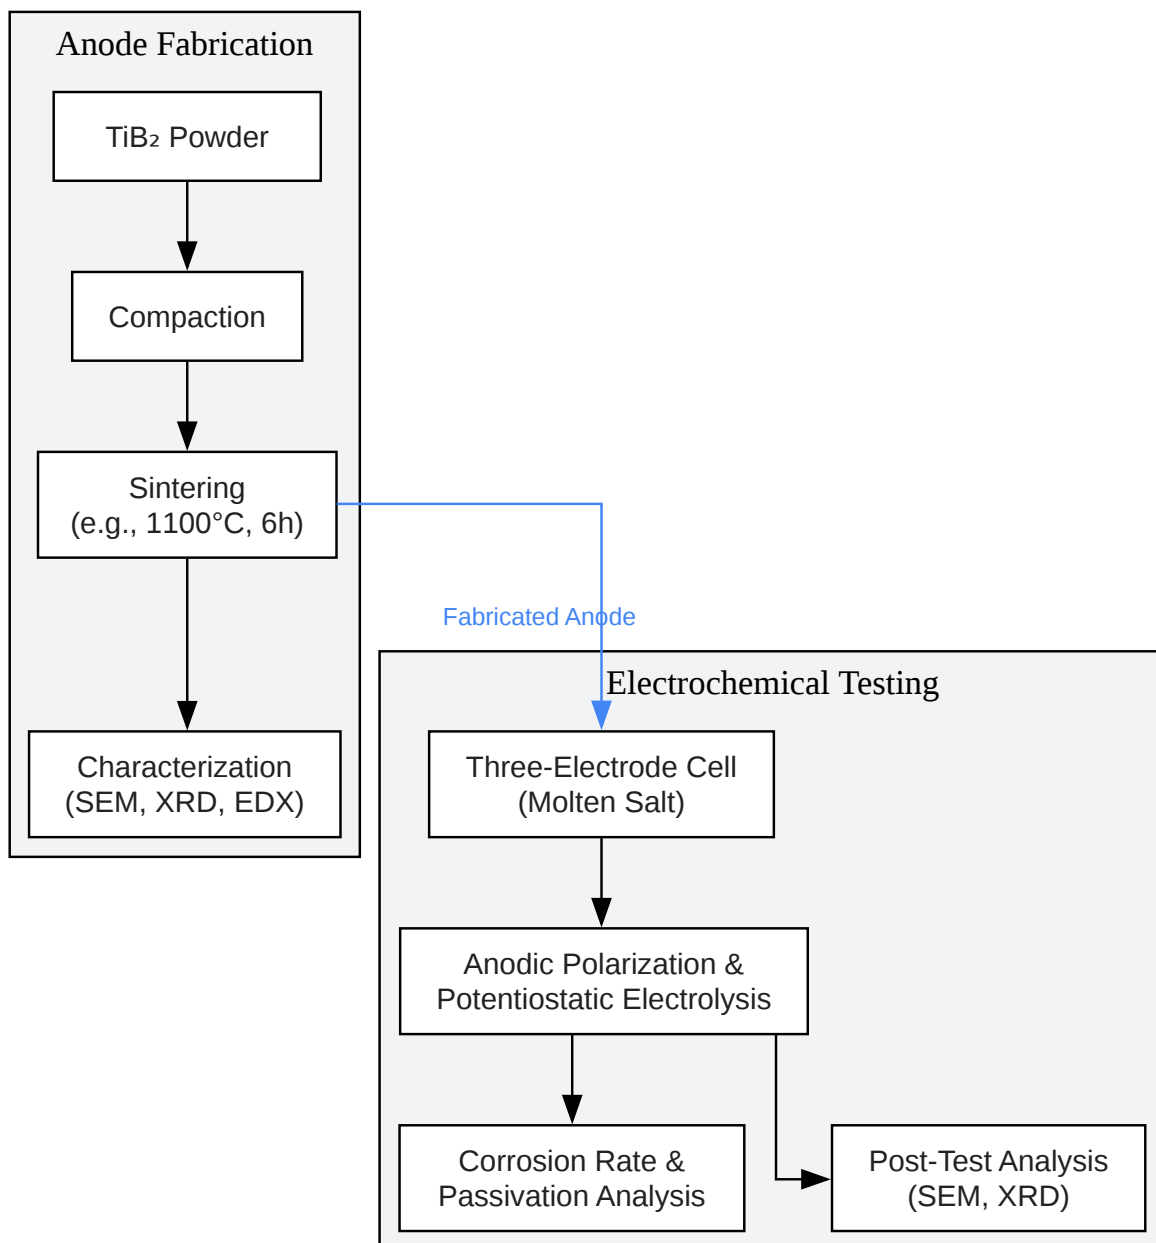 Anode Fabrication
TiB₂ Powder
Compaction
Sintering
(e.g., 1100°C, 6h)
Characterization
(SEM, XRD, EDX)
Fabricated Anode
Electrochemical Testing
Three-Electrode Cell
(Molten Salt)
Anodic Polarization &
Potentiostatic Electrolysis
Corrosion Rate &
Passivation Analysis
Post-Test Analysis
(SEM, XRD)